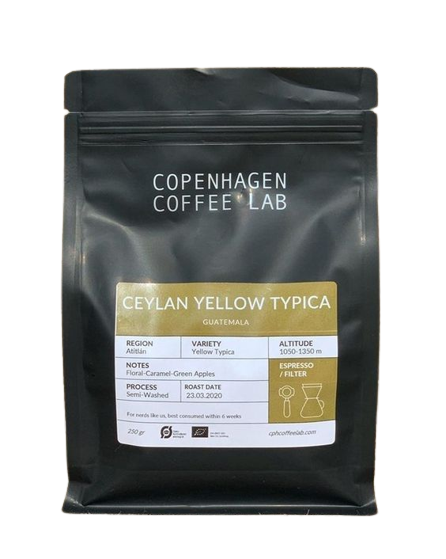 COPENHAGEN
COFFEE LAB
CEYLAN YELLOW TYPICA
GUATEMALA
REGION
Atitlán
VARIETY
Yellow Typica
ALTITUDE
1050-1350 m
NOTES
Floral-Caramel-Green Apples
ESPRESSO
/ FILTER
PROCESS
Semi-Washed
ROAST DATE
23.03.2020
For nerds like us, best consumed within 6 weeks
250 gr
cphcoffeelab.com